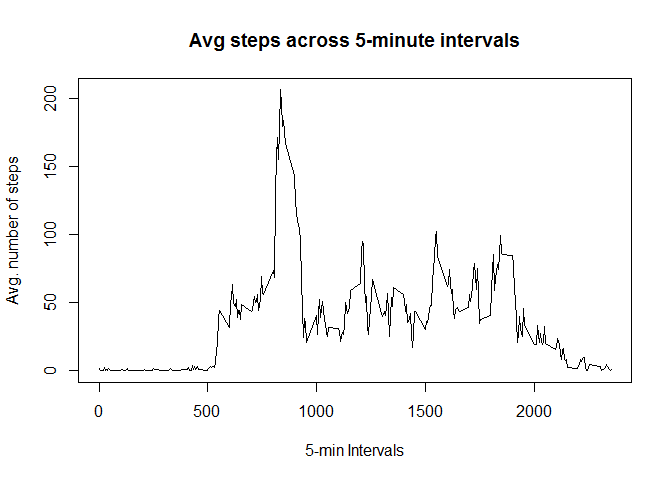 Avg steps across 5-minute intervals
Avg. number of steps
200
150
100
50
0
0 500 1000 1500 2000
5-min Intervals